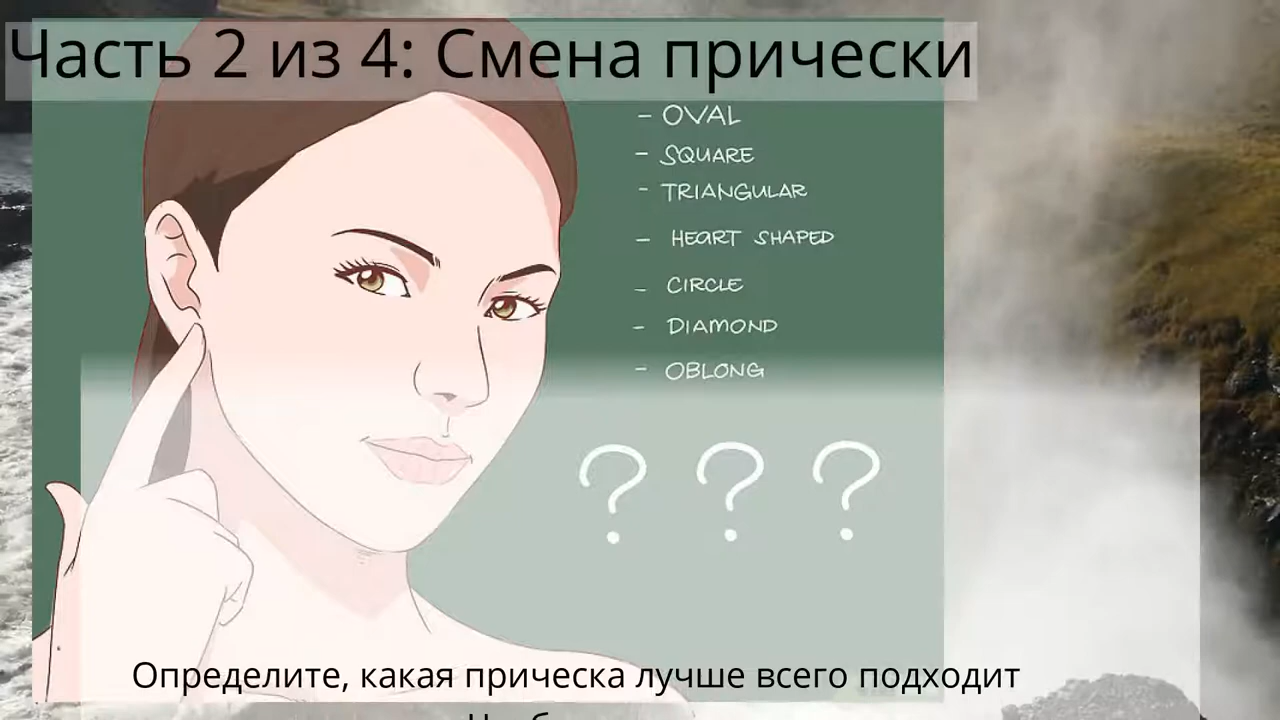 Часть 2 из 4: Смена прически
- OVAL
- SQUARE
- TRIANGULAR
- HEART SHAPED
- CIRCLE
- DIAMOND
- OBLONG
? ? ?
Определите, какая прическа лучше всего подходит